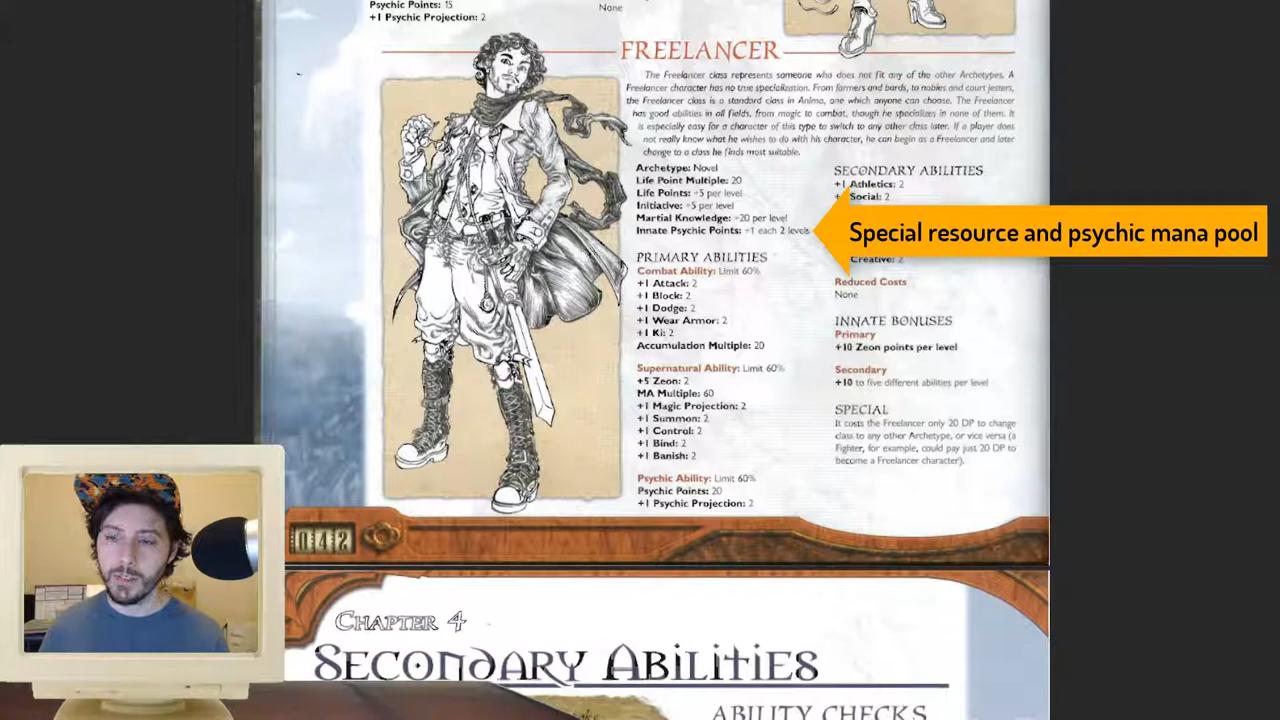 Psychic Points: 15
+1 Psychic Projection: 2
None
FREELANCER
The Freelancer class represents someone who does not fit any of the other Archetypes. A
Freelancer character has no true specialization. From farmers and bards, to nobles and court jesters,
the Freelancer class is a standard class in Anima, one which anyone can choose. The Freelancer
has good abilities in all fields, from magic to combat, though he specializes in none of them. It
is especially easy for a character of this type to switch to any other class later. If a player does
not really know what he wishes to do with his character, he can begin as a Freelancer and later
change to a class he finds most suitable.
Archetype: Novel
Life Point Multiple: 20
Life Points: +5 per level
Initiative: +5 per level
Martial Knowledge: +20 per level
Innate Psychic Points: +1 each 2 levels
PRIMARY ABILITIES
Combat Ability: Limit 60%
+1 Attack: 2
+1 Block: 2
+1 Dodge: 2
+1 Wear Armor: 2
+1 Ki: 2
Accumulation Multiple: 20
Supernatural Ability: Limit 60%
+5 Zeon: 2
MA Multiple: 60
+1 Magic Projection: 2
+1 Summon: 2
+1 Control: 2
+1 Bind: 2
+1 Banish: 2
Psychic Ability: Limit 60%
Psychic Points: 20
+1 Psychic Projection: 2
SECONDARY ABILITIES
+1 Athletics: 2
Social: 2
Special resource and psychic mana pool
Creative: 2
Reduced Costs
None
INNATE BONUSES
Primary
+10 Zeon points per level
Secondary
+10 to five different abilities per level
SPECIAL
It costs the Freelancer only 20 DP to change
class to any other Archetype, or vice versa (a
Fighter, for example, could pay just 20 DP to
become a Freelancer character).
042
CHAPTER 4
SECONDARY ABILITIES
ABILITY CHECKS